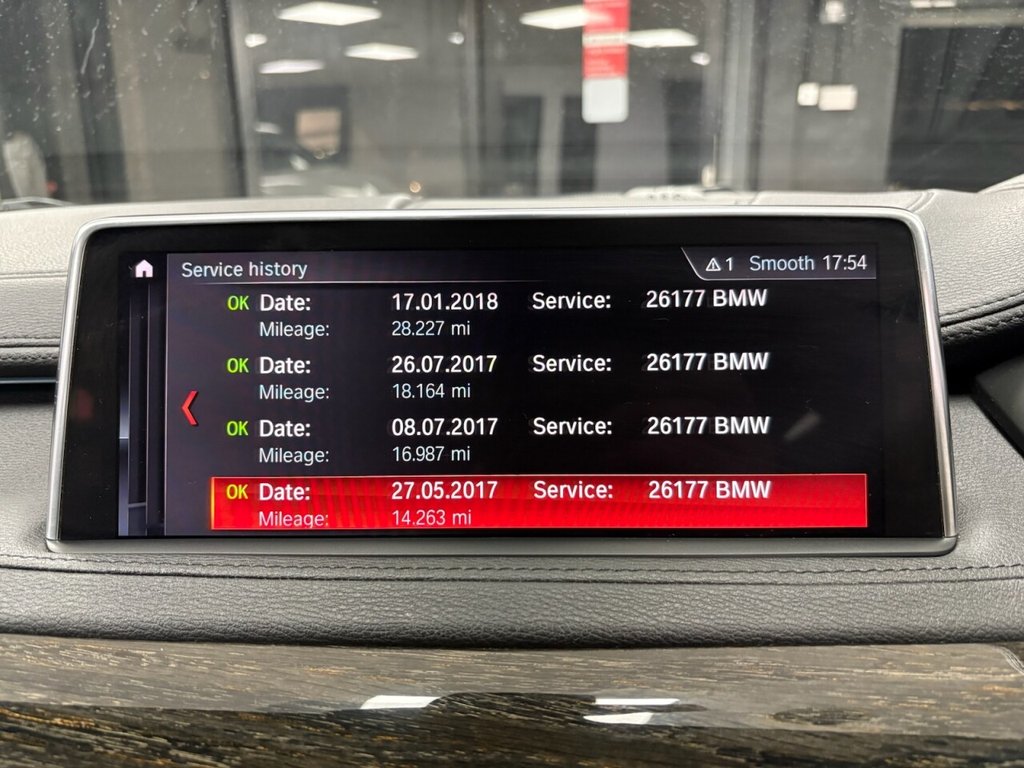 Service history
1 Smooth 17:54
OK Date: 17.01.2018 Service: 26177 BMW
Mileage: 28.227 mi
OK Date: 26.07.2017 Service: 26177 BMW
Mileage: 18.164 mi
OK Date: 08.07.2017 Service: 26177 BMW
Mileage: 16.987 mi
OK Date: 27.05.2017 Service: 26177 BMW
Mileage: 14.263 mi